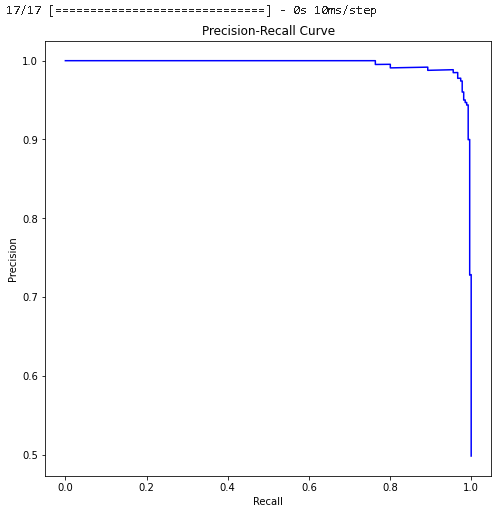 17/17 [==============================] - 0s 10ms/step
Precision-Recall Curve
1.0
0.9
0.8
0.7
0.6
0.5
Precision
0.0 0.2 0.4 0.6 0.8 1.0
Recall